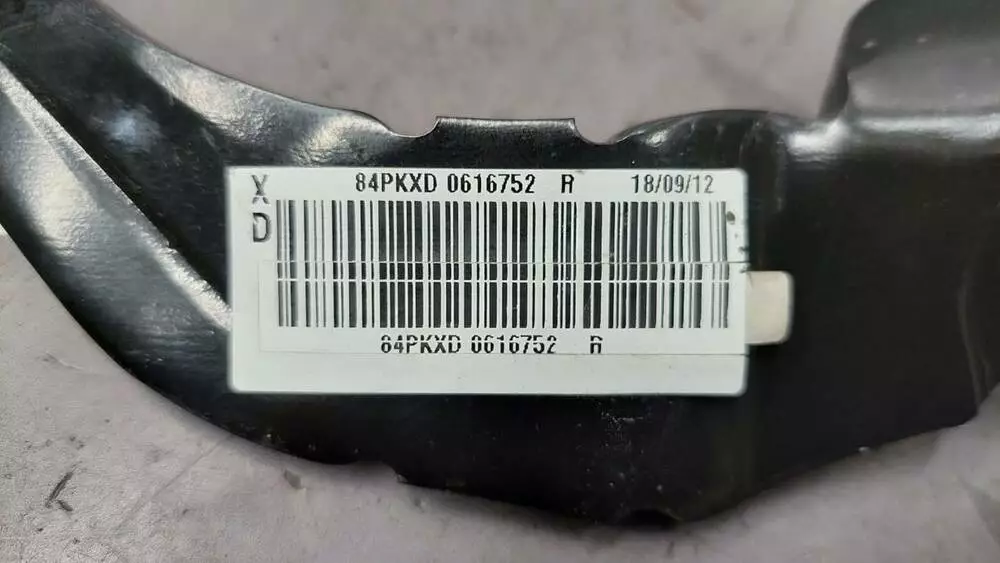 X 84PKXD 0616752 R 18/09/12
D
84PKXD 0616752 R